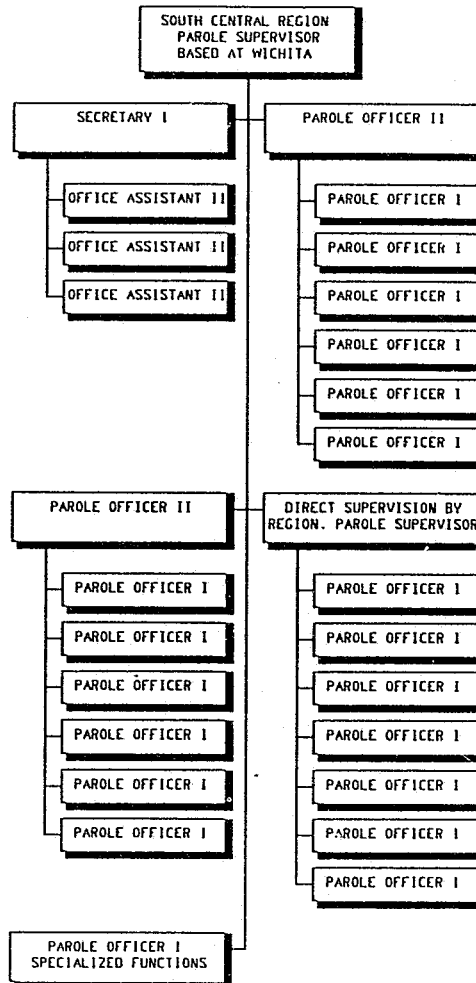 SOUTH CENTRAL REGION
PAROLE SUPERVISOR
BASED AT WICHITA
SECRETARY I
OFFICE ASSISTANT II
OFFICE ASSISTANT II
OFFICE ASSISTANT II
PAROLE OFFICER II
PAROLE OFFICER I
PAROLE OFFICER I
PAROLE OFFICER I
PAROLE OFFICER I
PAROLE OFFICER I
PAROLE OFFICER I
PAROLE OFFICER II
PAROLE OFFICER I
PAROLE OFFICER I
PAROLE OFFICER I
PAROLE OFFICER I
PAROLE OFFICER I
PAROLE OFFICER I
DIRECT SUPERVISION BY
REGION. PAROLE SUPERVISOR
PAROLE OFFICER I
PAROLE OFFICER I
PAROLE OFFICER I
PAROLE OFFICER I
PAROLE OFFICER I
PAROLE OFFICER I
PAROLE OFFICER I
PAROLE OFFICER I
SPECIALIZED FUNCTIONS